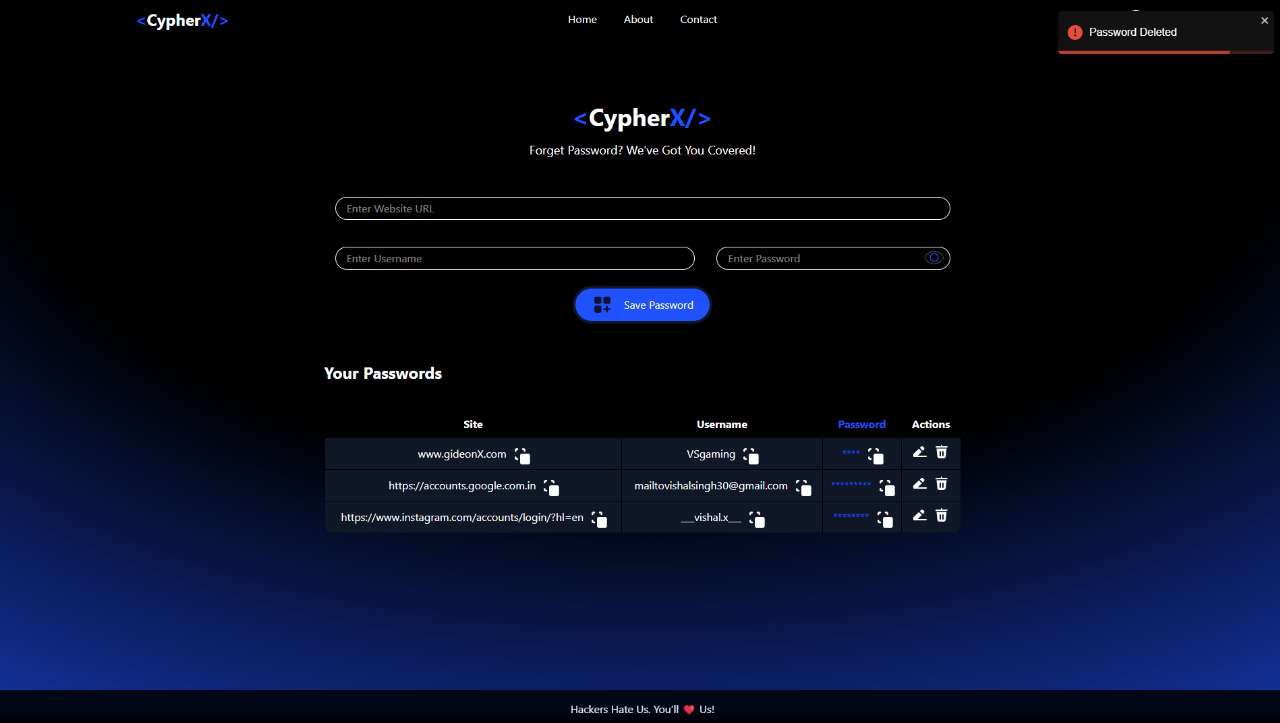 <CypherX/>
Home About Contact
Password Deleted
<CypherX/>
Forget Password? We've Got You Covered!
Enter Website URL
Enter Username Enter Password
Save Password
Your Passwords
Site Username Password Actions
www.gideonX.com VSgaming ****
https://accounts.google.com.in mailtovishalsingh30@gmail.com *********
https://www.instagram.com/accounts/login/?hl=en __vishal.x__ ********
Hackers Hate Us. You'll ❤️ Us!